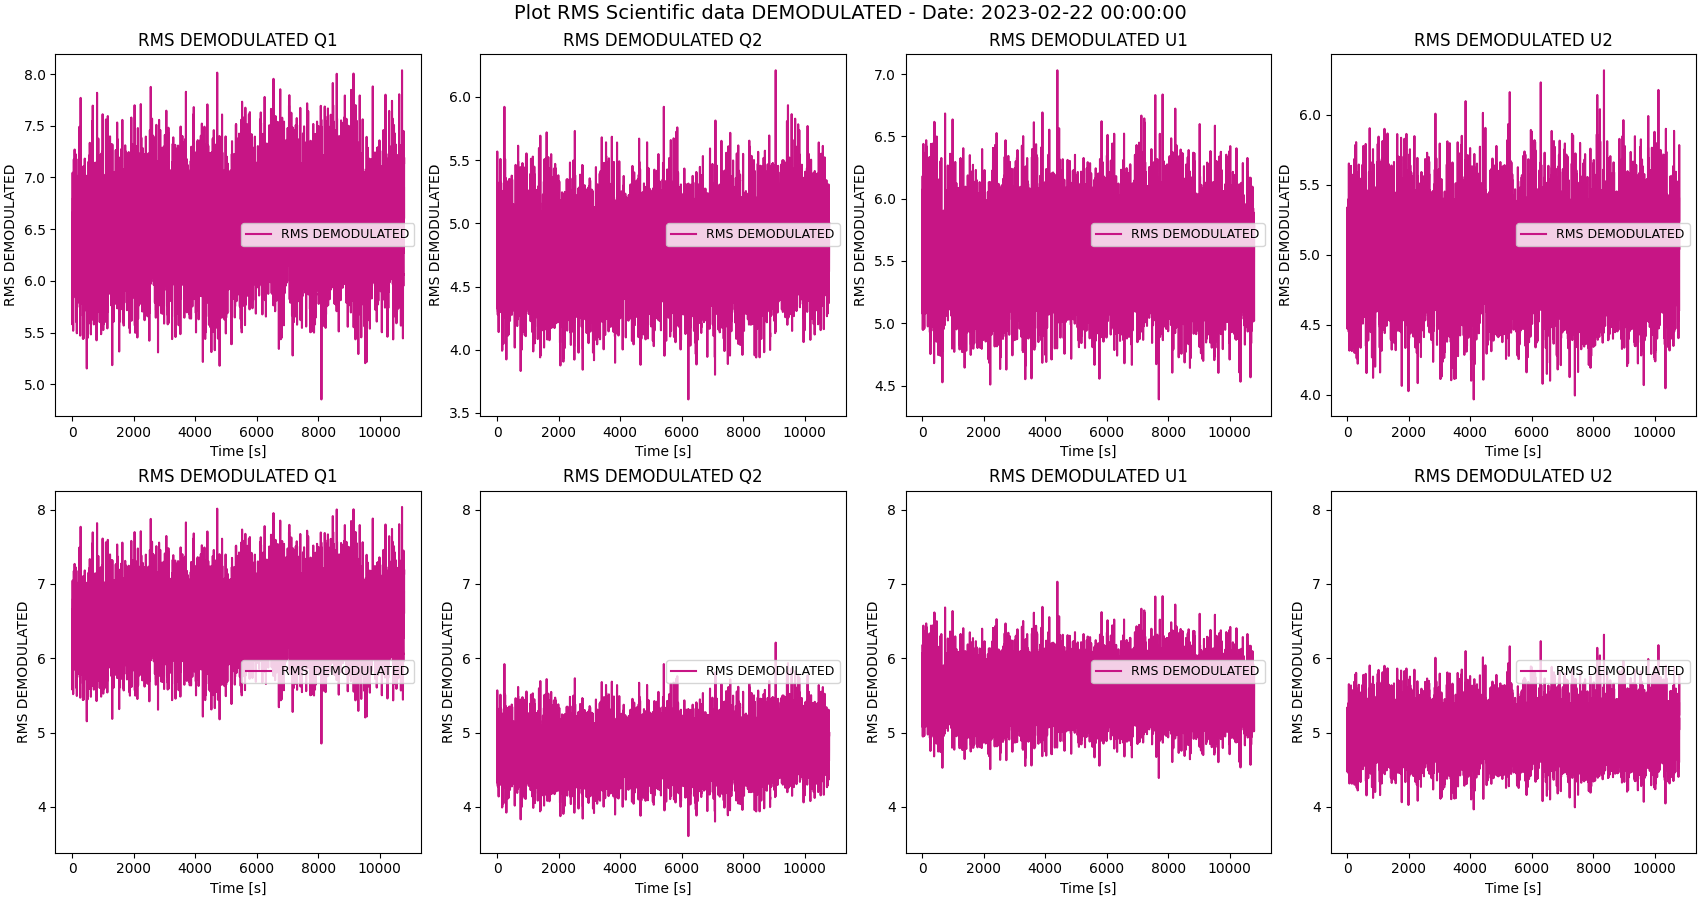 Plot RMS Scientific data DEMODULATED - Date: 2023-02-22 00:00:00
RMS DEMODULATED Q1
RMS DEMODULATED
8.0
7.5
7.0
6.5
6.0
5.5
5.0
RMS DEMODULATED
0 2000 4000 6000 8000 10000
Time [s]
RMS DEMODULATED Q2
RMS DEMODULATED
6.0
5.5
5.0
4.5
4.0
3.5
RMS DEMODULATED
0 2000 4000 6000 8000 10000
Time [s]
RMS DEMODULATED U1
RMS DEMODULATED
7.0
6.5
6.0
5.5
5.0
4.5
RMS DEMODULATED
0 2000 4000 6000 8000 10000
Time [s]
RMS DEMODULATED U2
RMS DEMODULATED
6.0
5.5
5.0
4.5
4.0
RMS DEMODULATED
0 2000 4000 6000 8000 10000
Time [s]
RMS DEMODULATED Q1
RMS DEMODULATED
8
7
6
5
4
RMS DEMODULATED
0 2000 4000 6000 8000 10000
Time [s]
RMS DEMODULATED Q2
RMS DEMODULATED
8
7
6
5
4
RMS DEMODULATED
0 2000 4000 6000 8000 10000
Time [s]
RMS DEMODULATED U1
RMS DEMODULATED
8
7
6
5
4
RMS DEMODULATED
0 2000 4000 6000 8000 10000
Time [s]
RMS DEMODULATED U2
RMS DEMODULATED
8
7
6
5
4
RMS DEMODULATED
0 2000 4000 6000 8000 10000
Time [s]